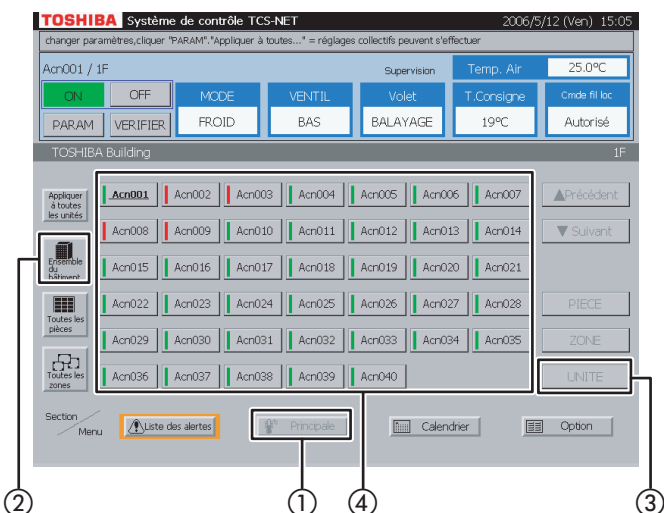 TOSHIBA Système de contrôle TCS-NET 2006/5/12 (Ven) 15:05
changer paramètres,cliquer "PARAM"."Appliquer à toutes..." = réglages collectifs peuvent s'effectuer
Acn001 / 1F Supervision Temp. Air 25.0ºC
ON OFF MODE VENTIL Volet T.Consigne Cmde fil loc
PARAM VERIFIER FROID BAS BALAYAGE 19ºC Autorisé
TOSHIBA Building 1F
Appliquer
à toutes
les unités
Acn001 Acn002 Acn003 Acn004 Acn005 Acn006 Acn007 ▲Précédent
Acn008 Acn009 Acn010 Acn011 Acn012 Acn013 Acn014 ▼ Suivant
Ensemble
du
bâtiment
Acn015 Acn016 Acn017 Acn018 Acn019 Acn020 Acn021
Acn022 Acn023 Acn024 Acn025 Acn026 Acn027 Acn028 PIECE
Toutes les
pièces
Acn029 Acn030 Acn031 Acn032 Acn033 Acn034 Acn035 ZONE
Toutes les
zones
Acn036 Acn037 Acn038 Acn039 Acn040 UNITE
Section
Menu
Liste des alertes Principale Calendrier Option
② ① ④ ③